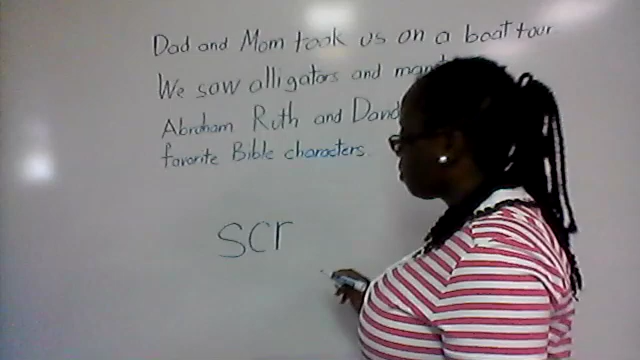 Dad and Mom took us on a boat tour
We saw alligators and
Abraham Ruth and
favorite Bible characters.
scr